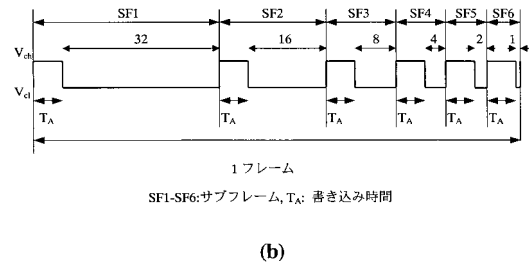 SF1 SF2 SF3 SF4 SF5 SF6
32 16 8 4 2 1
Vch
Vcl
TA TA TA TA TA TA
1 フレーム
SF1-SF6:サブフレーム, TA: 書き込み時間
(b)